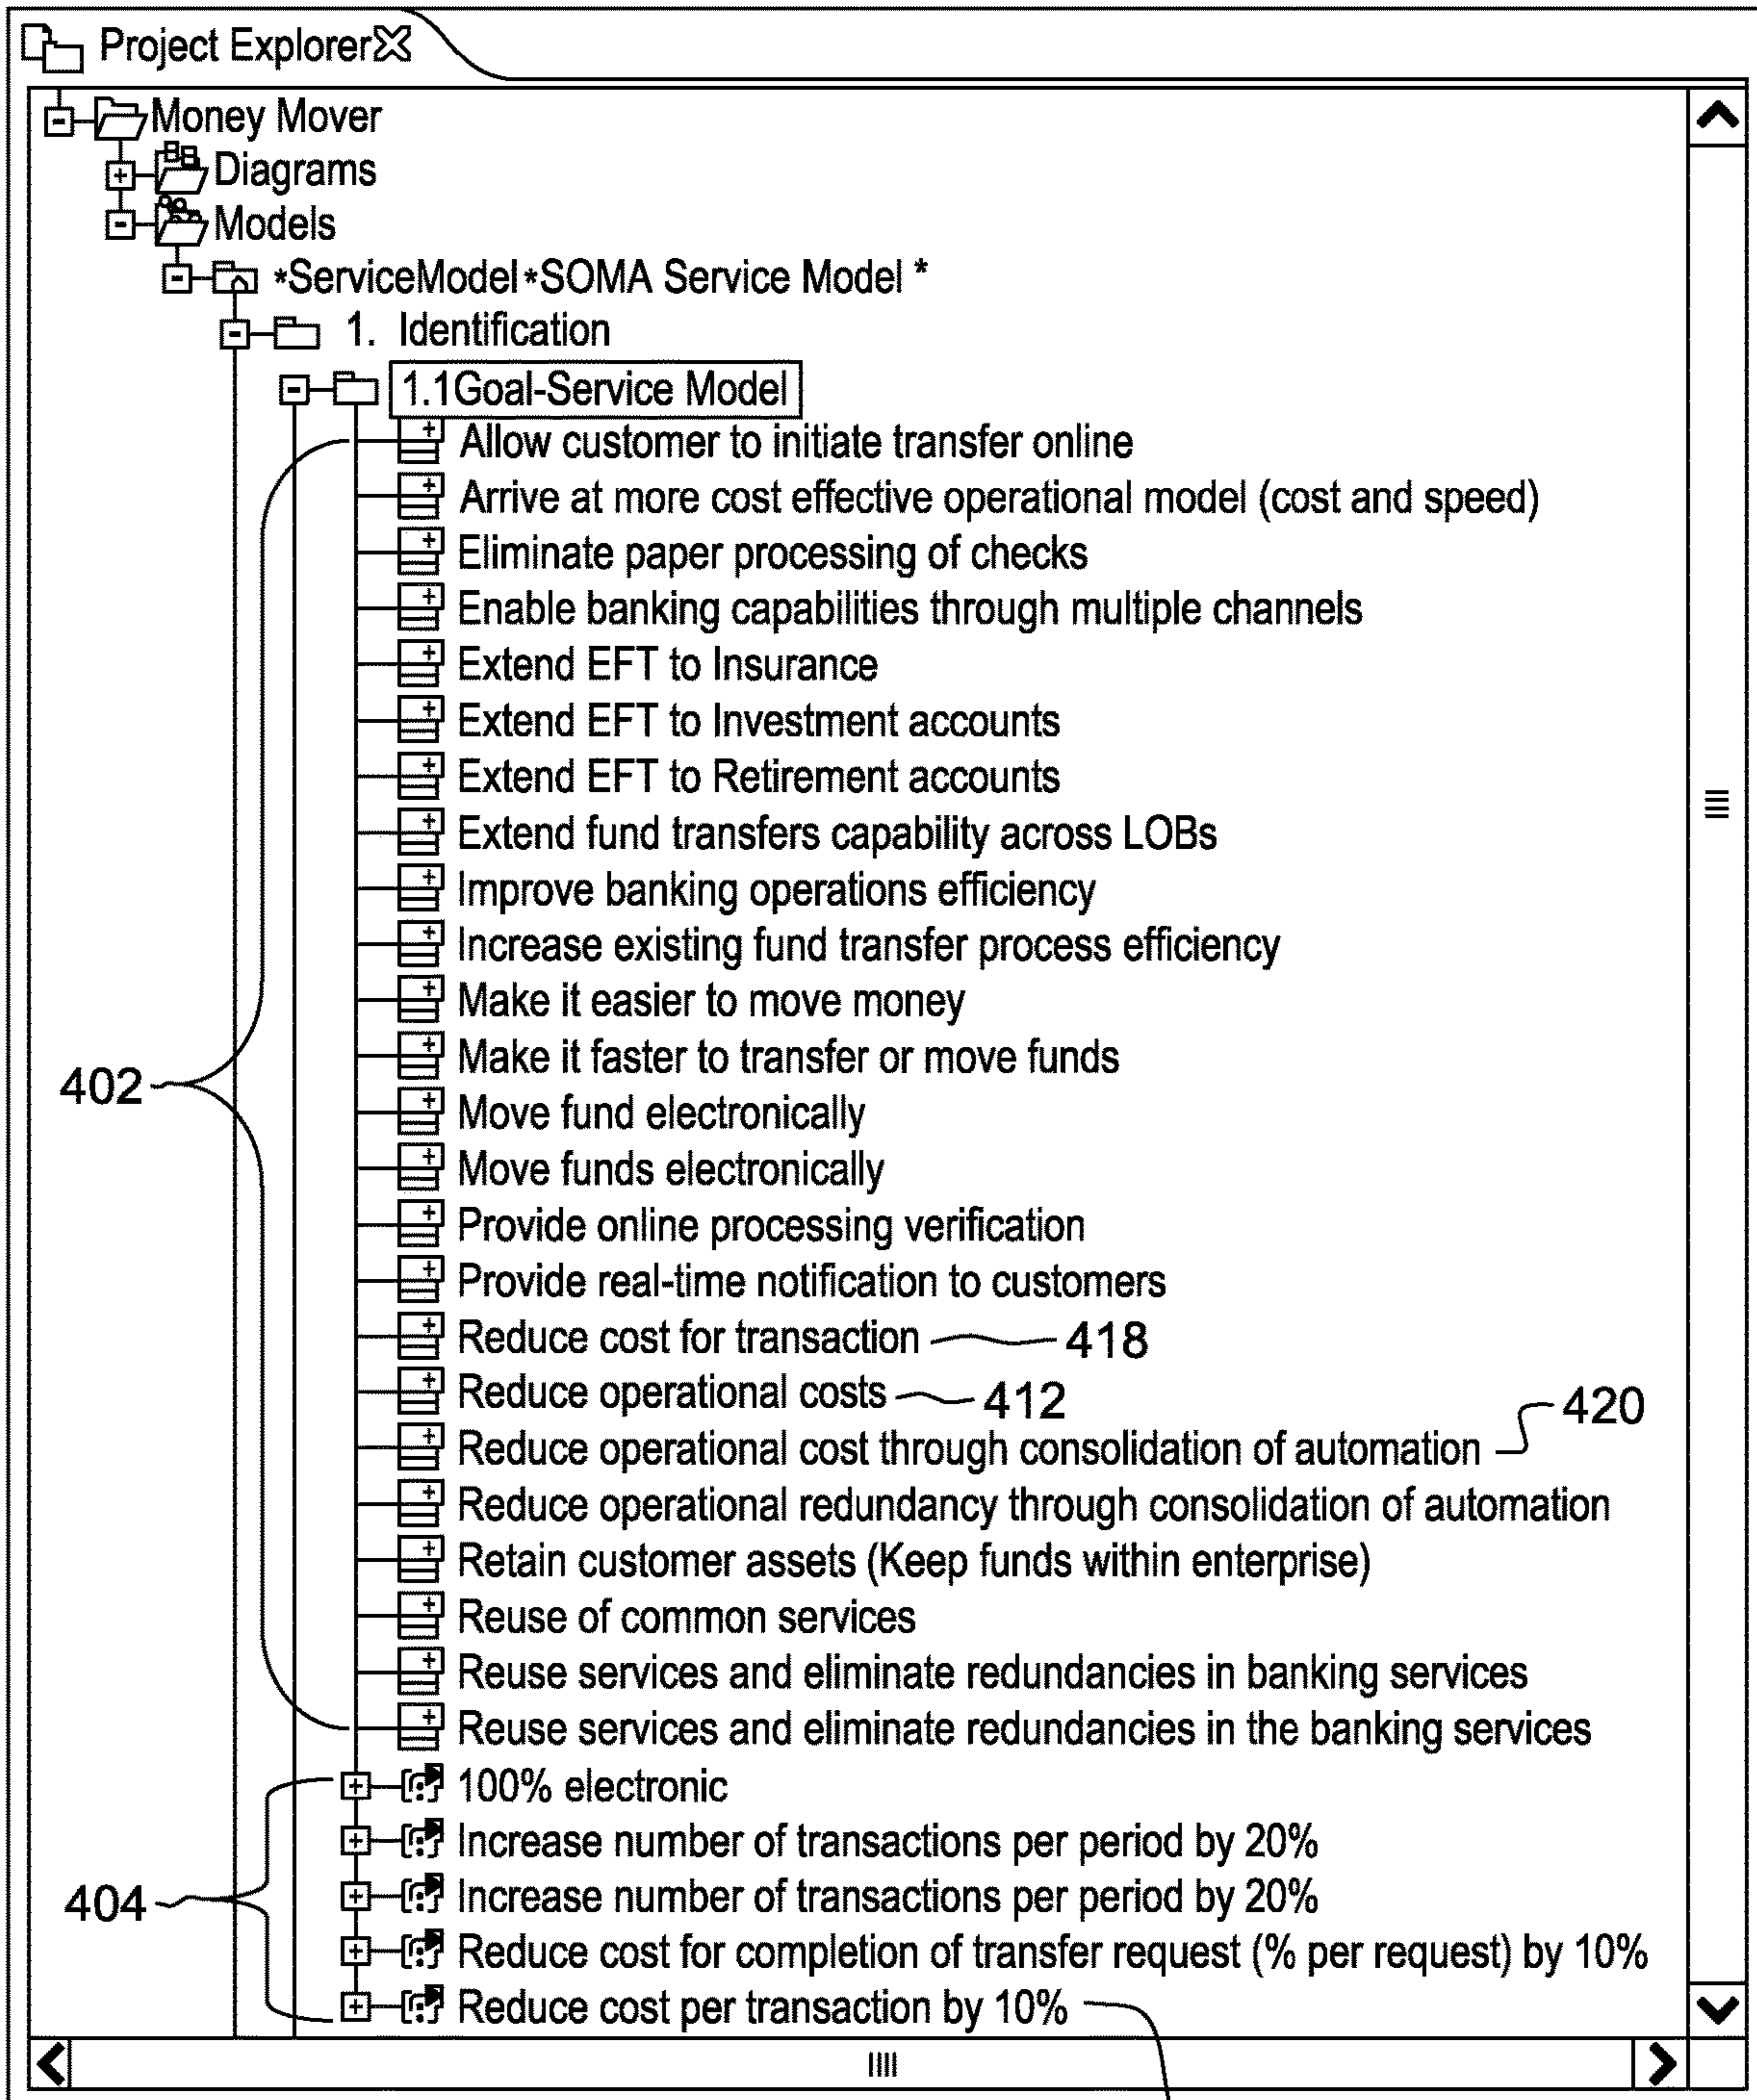 Project Explorer
Money Mover
Diagrams
Models
*ServiceModel*SOMA Service Model *
1. Identification
1.1Goal-Service Model
Allow customer to initiate transfer online
Arrive at more cost effective operational model (cost and speed)
Eliminate paper processing of checks
Enable banking capabilities through multiple channels
Extend EFT to Insurance
Extend EFT to Investment accounts
Extend EFT to Retirement accounts
Extend fund transfers capability across LOBs
Improve banking operations efficiency
Increase existing fund transfer process efficiency
Make it easier to move money
Make it faster to transfer or move funds
402
Move fund electronically
Move funds electronically
Provide online processing verification
Provide real-time notification to customers
Reduce cost for transaction 418
Reduce operational costs 412
420
Reduce operational cost through consolidation of automation
Reduce operational redundancy through consolidation of automation
Retain customer assets (Keep funds within enterprise)
Reuse of common services
Reuse services and eliminate redundancies in banking services
Reuse services and eliminate redundancies in the banking services
100% electronic
Increase number of transactions per period by 20%
404
Increase number of transactions per period by 20%
Reduce cost for completion of transfer request (% per request) by 10%
Reduce cost per transaction by 10%